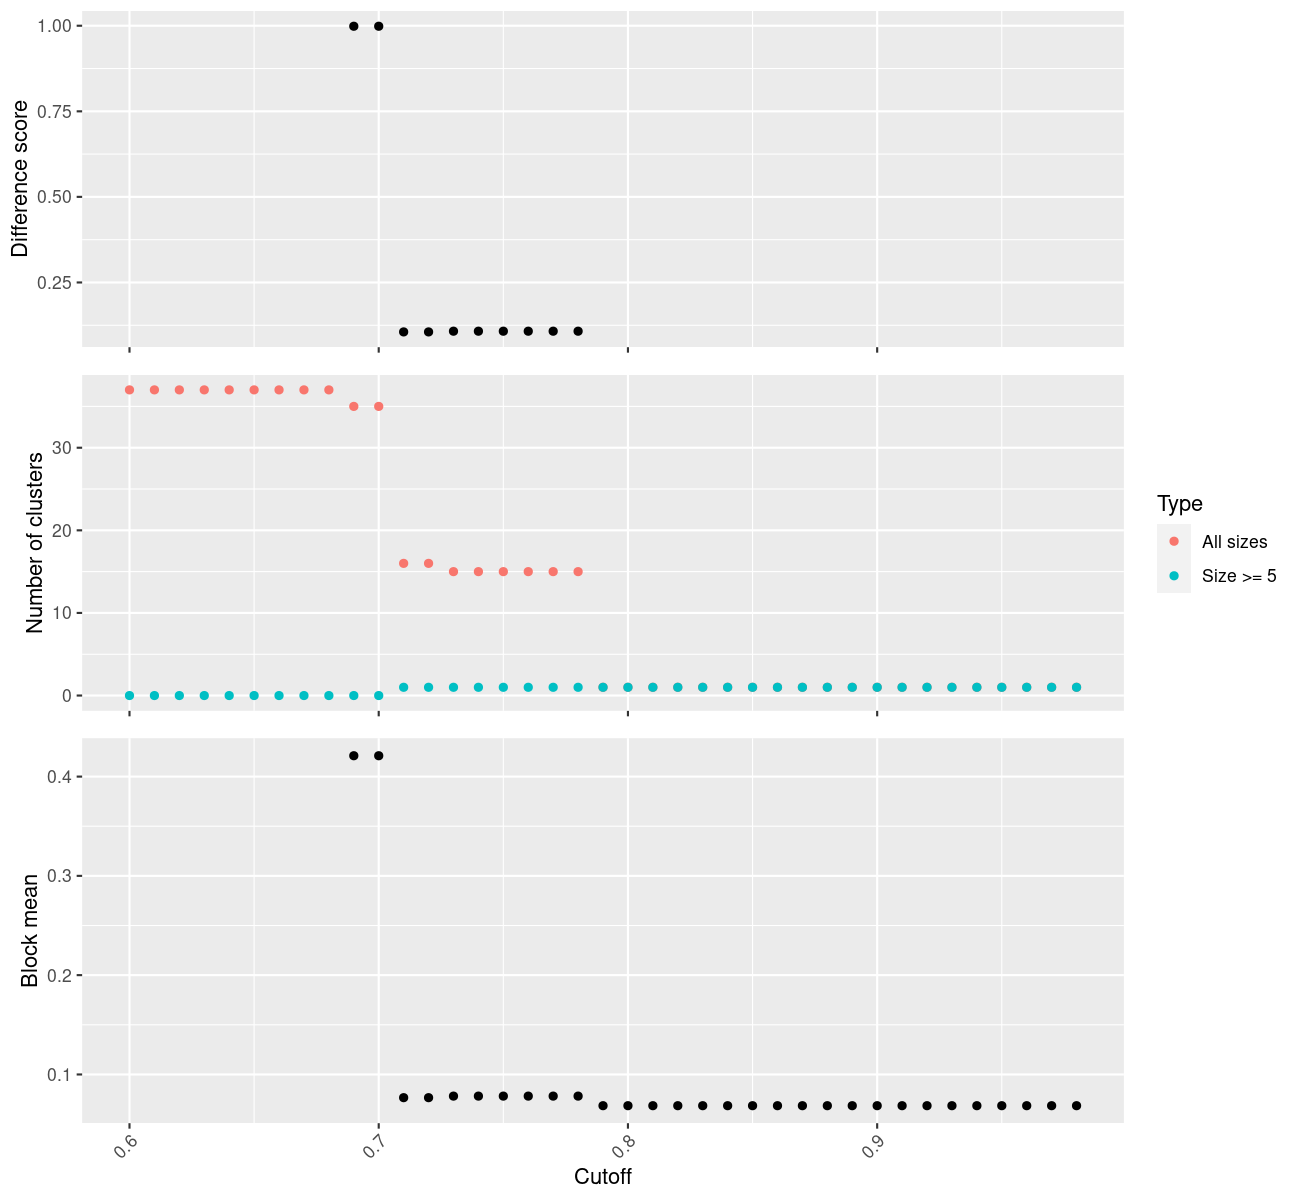 Difference score
1.00
0.75
0.50
0.25
Number of clusters
30
20
10
0
Type
All sizes
Size >= 5
Block mean
0.4
0.3
0.2
0.1
0.6 0.7 0.8 0.9
Cutoff